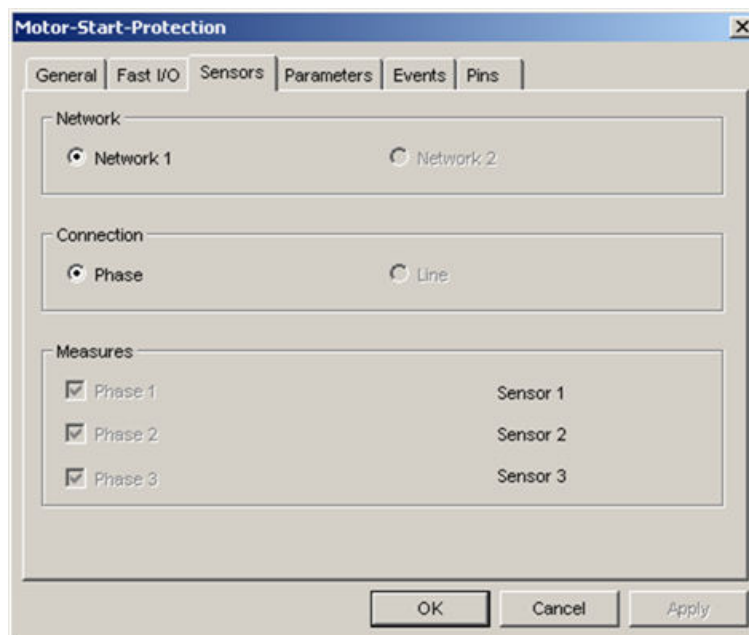 Motor-Start-Protection
General Fast I/O Sensors Parameters Events Pins
Network
Network 1 Network 2
Connection
Phase Line
Measures
Phase 1 Sensor 1
Phase 2 Sensor 2
Phase 3 Sensor 3
OK Cancel Apply